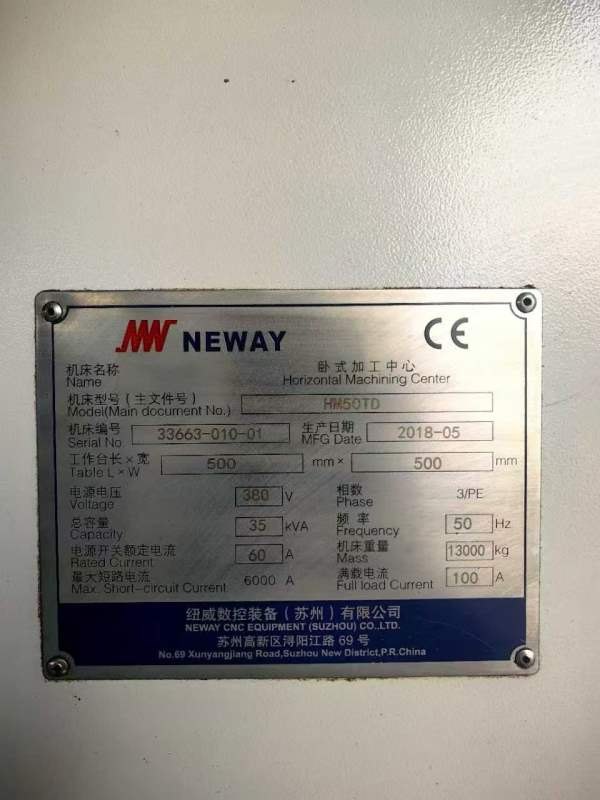 NEWAY CE
机床名称 卧式加工中心
Name Horizontal Machining Center
机床型号(主文件号) HM50TD
Model(Main document No.)
机床编号 33663-010-01 生产日期 2018-05
Serial No. MFG Date
工作台长×宽 500 mm× 500 mm
Table L×W
电源电压 380 V 相数 3/PE
Voltage Phase
总容量 35 kVA 频率 50 Hz
Capacity Frequency
电源开关额定电流 60 A 机床重量 13000 kg
Rated Current Mass
最大短路电流 6000 A 满载电流 100 A
Max. Short-circuit Current Full load Current
纽威数控装备(苏州)有限公司
NEWAY CNC EQUIPMENT (SUZHOU) CO.,LTD.
苏州高新区浔阳江路 69 号
No.69 Xunyangjiang Road,Suzhou New District,P.R.China